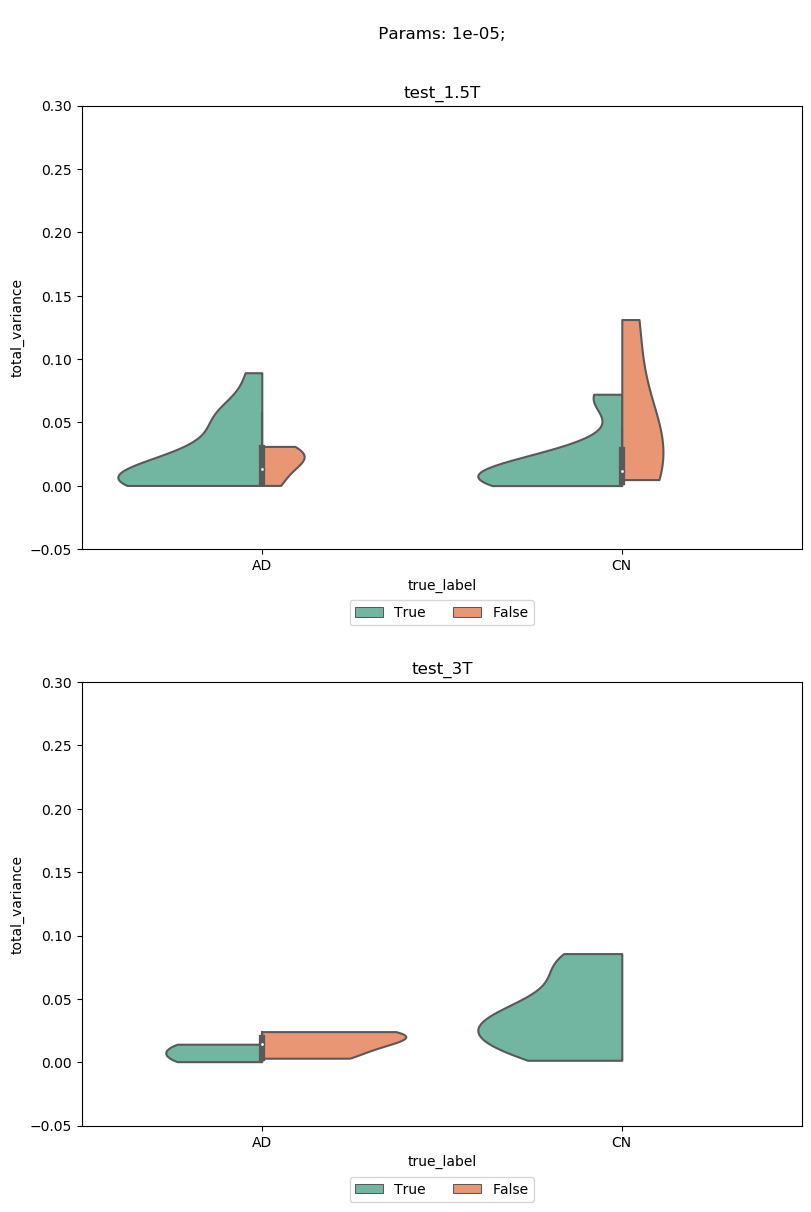 Params: 1e-05;
test_1.5T
0.30
0.25
0.20
0.15
0.10
0.05
0.00
−0.05
total_variance
AD CN
true_label
True False
test_3T
0.30
0.25
0.20
0.15
0.10
0.05
0.00
−0.05
total_variance
AD CN
true_label
True False